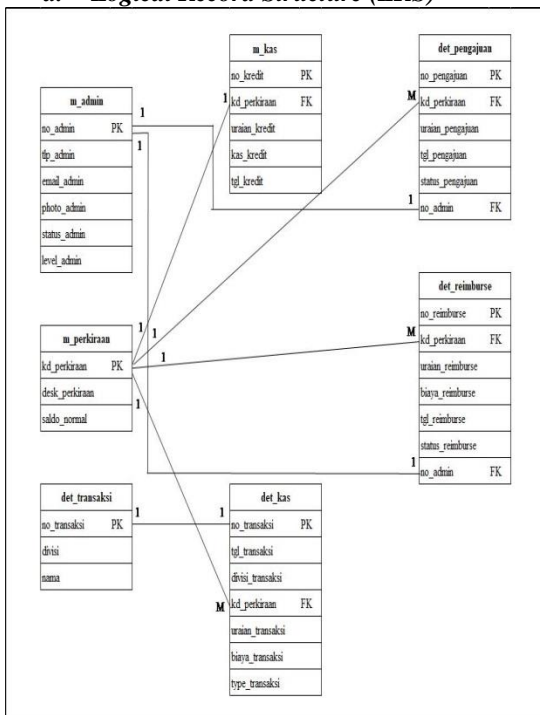 a. Logical Record Structure (LRS)
m_kas
no_kredit PK
kd_perkiraan FK
uraian_kredit
kas_kredit
tgl_kredit
det_pengajuan
no_pengajuan PK
kd_perkiraan FK
uraian_pengajuan
tgl_pengajuan
status_pengajuan
no_admin FK
m_admin
no_admin PK
tlp_admin
email_admin
photo_admin
status_admin
level_admin
1
1
1
M
1
det_reimburse
no_reimburse PK
kd_perkiraan FK
uraian_reimburse
biaya_reimburse
tgl_reimburse
status_reimburse
no_admin FK
m_perkiraan
kd_perkiraan PK
desk_perkiraan
saldo_normal
1
1
1
1
M
1
det_transaksi
no_transaksi PK
divisi
nama
1
1
det_kas
no_transaksi PK
tgl_transaksi
divisi_transaksi
kd_perkiraan FK
uraian_transaksi
biaya_transaksi
type_transaksi
M